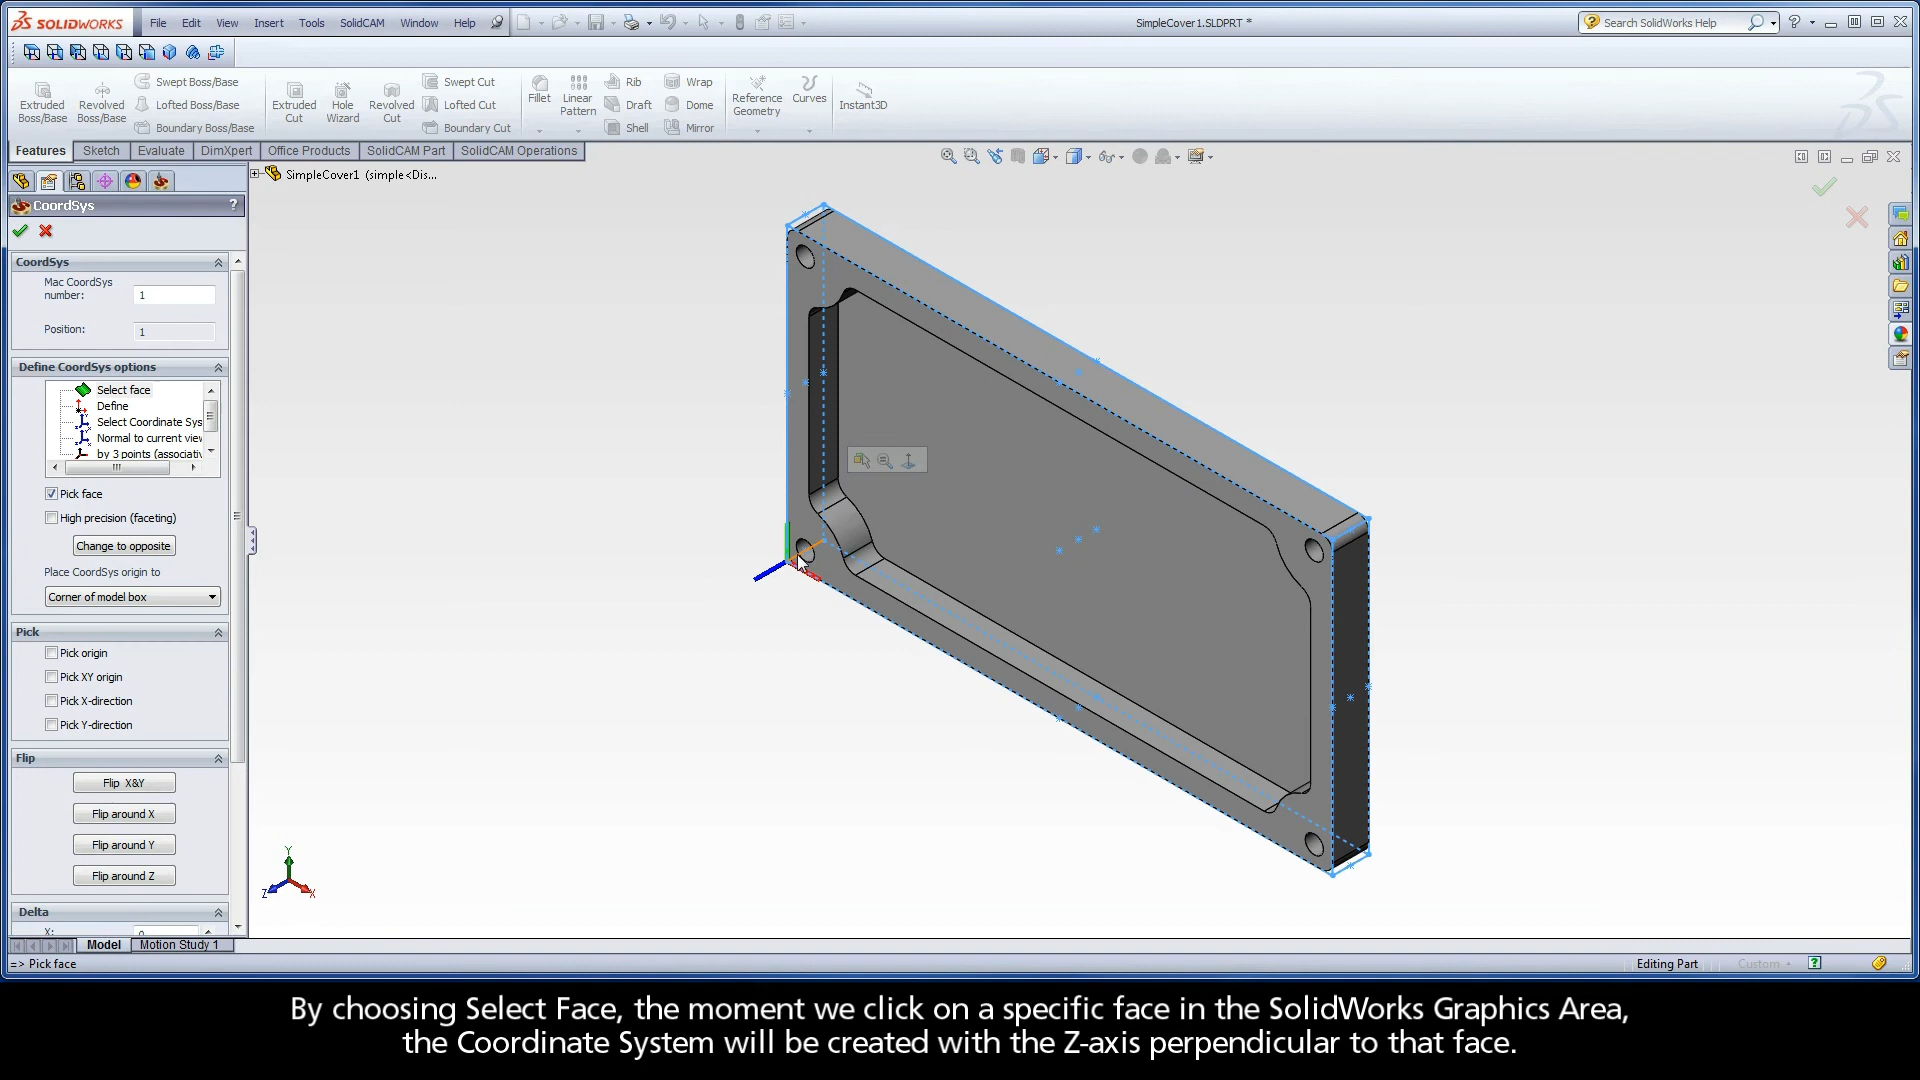 SOLIDWORKS File Edit View Insert Tools SolidCAM Window Help SimpleCover1.SLDPRT * Search SolidWorks Help
Extruded Boss/Base
Revolved Boss/Base
Swept Boss/Base
Lofted Boss/Base
Boundary Boss/Base
Extruded Cut
Hole Wizard
Revolved Cut
Swept Cut
Lofted Cut
Boundary Cut
Fillet
Linear Pattern
Rib
Draft
Shell
Wrap
Dome
Mirror
Reference Geometry
Curves
Instant3D
Features Sketch Evaluate DimXpert Office Products SolidCAM Part SolidCAM Operations
SimpleCover1 (simple<Dis...
CoordSys ?
CoordSys
Mac CoordSys
number: 1
Position: 1
Define CoordSys options
Select face
Define
Select Coordinate Sys
Normal to current view
by 3 points (associativ
Pick face
High precision (faceting)
Change to opposite
Place CoordSys origin to
Corner of model box
Pick
Pick origin
Pick XY origin
Pick X-direction
Pick Y-direction
Flip
Flip X&Y
Flip around X
Flip around Y
Flip around Z
Delta
X: 0
Y
Z X
Model Motion Study 1
=> Pick face Editing Part Custom
By choosing Select Face, the moment we click on a specific face in the SolidWorks Graphics Area,
the Coordinate System will be created with the Z-axis perpendicular to that face.